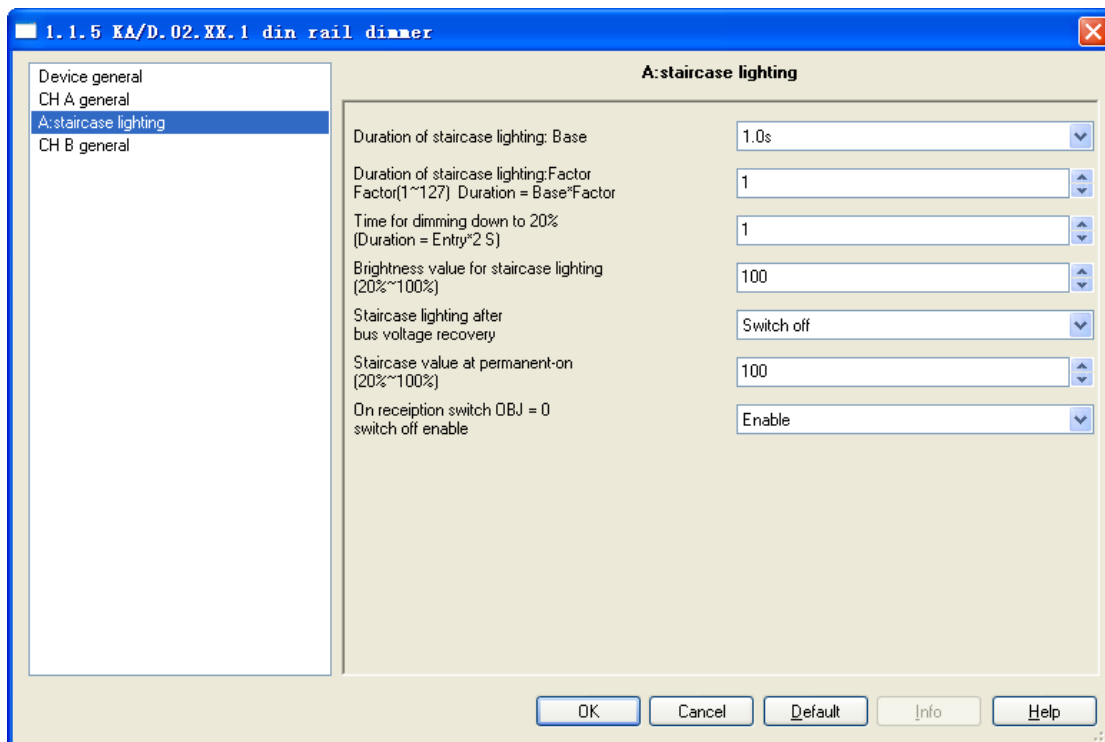 1.1.5 KA/D.02.XX.1 din rail dimmer
Device general
CH A general
A:staircase lighting
CH B general
A:staircase lighting
Duration of staircase lighting: Base
1.0s
Duration of staircase lighting:Factor
Factor(1~127) Duration = Base*Factor
1
Time for dimming down to 20%
(Duration = Entry*2 S)
1
Brightness value for staircase lighting
(20%~100%)
100
Staircase lighting after
bus voltage recovery
Switch off
Staircase value at permanent-on
(20%~100%)
100
On receiption switch OBJ = 0
switch off enable
Enable
OK
Cancel
Default
Info
Help